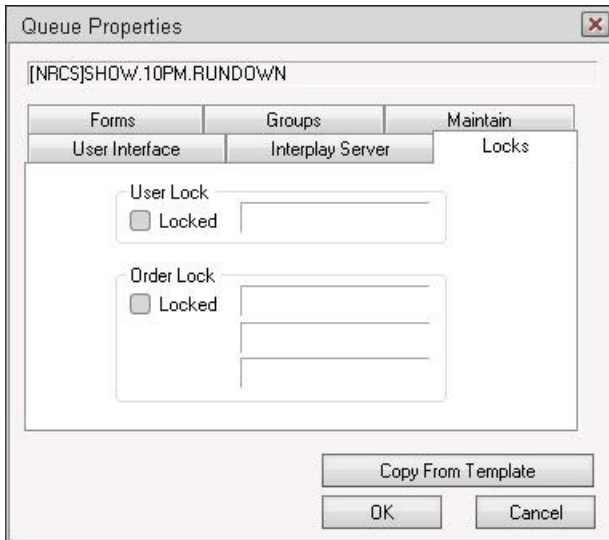 Queue Properties
[NRCS]SHOW.10PM.RUNDOWN
Forms Groups Maintain
User Interface Interplay Server Locks
User Lock
Locked
Order Lock
Locked
Copy From Template
OK Cancel